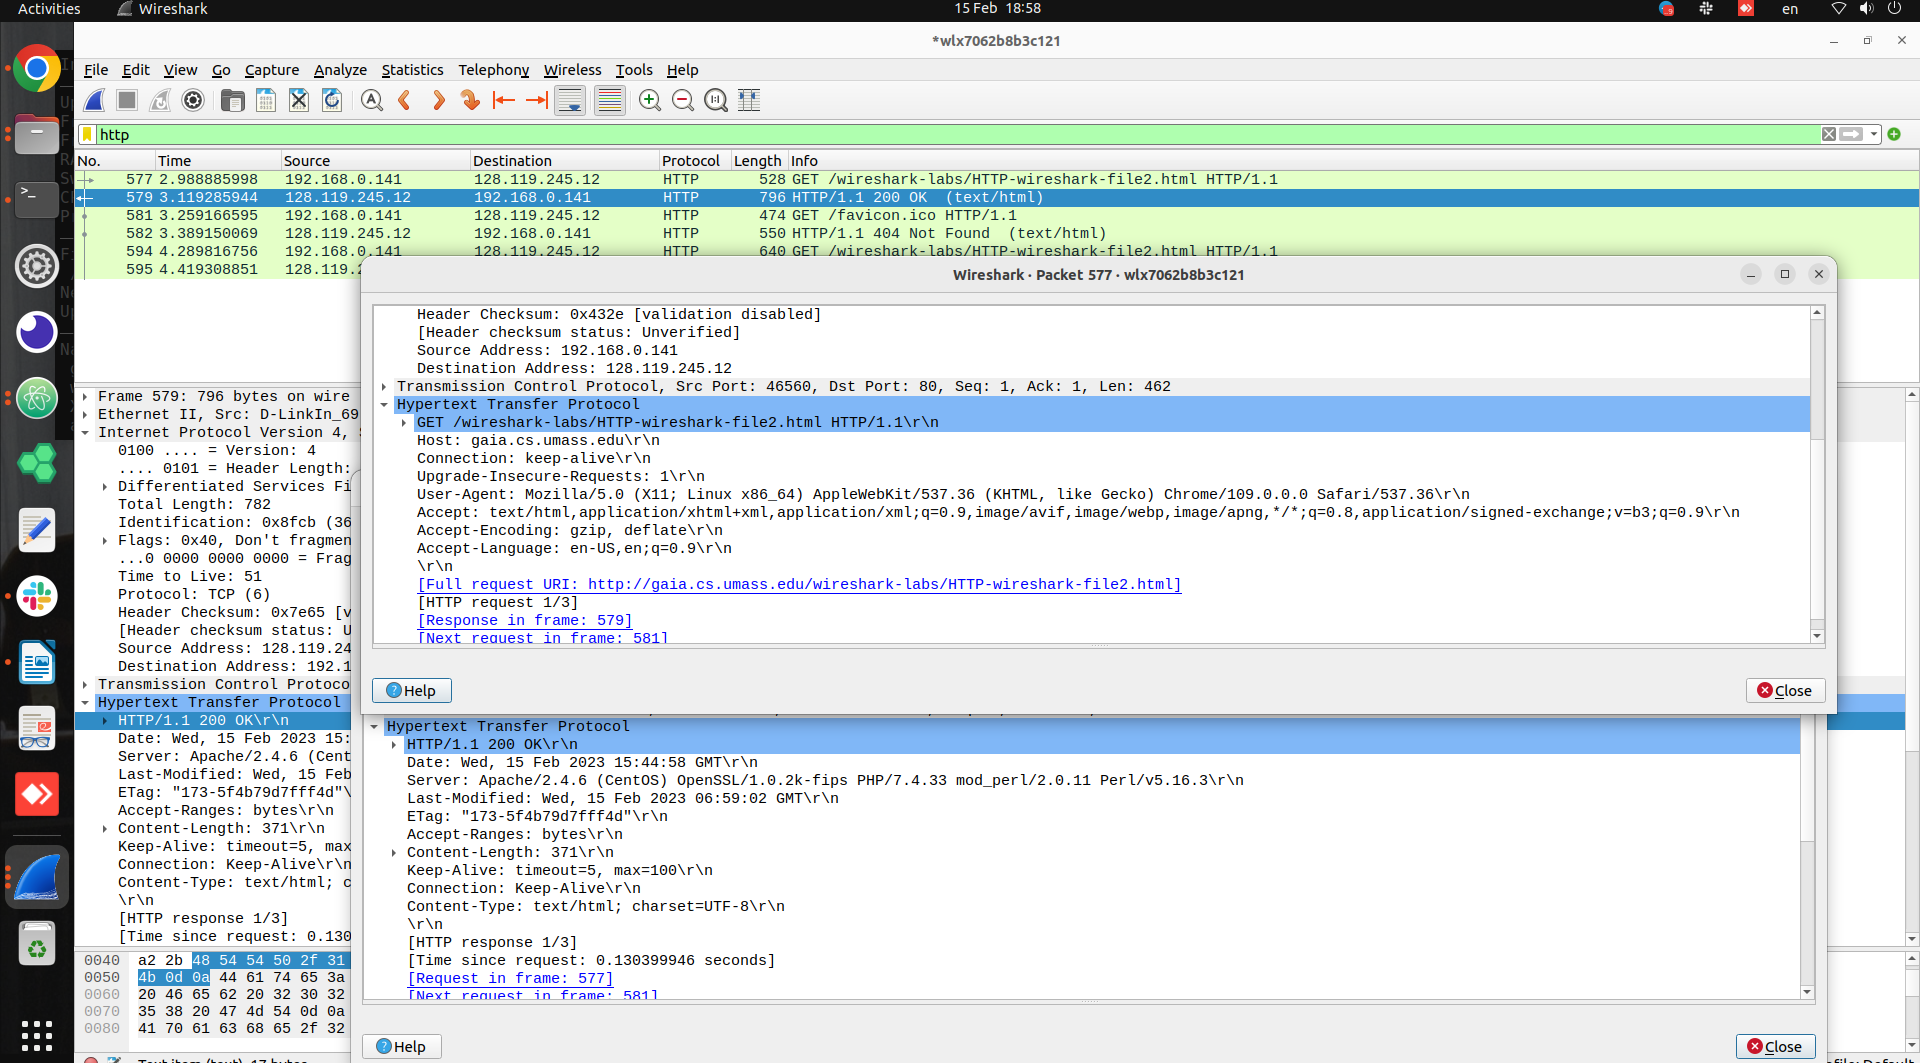 Activities
Wireshark
15 Feb 18:58
en
*wlx7062b8b3c121
File Edit View Go Capture Analyze Statistics Telephony Wireless Tools Help
http
No. Time Source Destination Protocol Length Info
577 2.988885998 192.168.0.141 128.119.245.12 HTTP 528 GET /wireshark-labs/HTTP-wireshark-file2.html HTTP/1.1
579 3.119285944 128.119.245.12 192.168.0.141 HTTP 796 HTTP/1.1 200 OK (text/html)
581 3.259166595 192.168.0.141 128.119.245.12 HTTP 474 GET /favicon.ico HTTP/1.1
582 3.389150069 128.119.245.12 192.168.0.141 HTTP 550 HTTP/1.1 404 Not Found (text/html)
594 4.289816756 192.168.0.141 128.119.245.12 HTTP 640 GET /wireshark-labs/HTTP-wireshark-file2.html HTTP/1.1
595 4.419308851 128.119.2
Wireshark · Packet 577 · wlx7062b8b3c121
Header Checksum: 0x432e [validation disabled]
[Header checksum status: Unverified]
Source Address: 192.168.0.141
Destination Address: 128.119.245.12
Transmission Control Protocol, Src Port: 46560, Dst Port: 80, Seq: 1, Ack: 1, Len: 462
Hypertext Transfer Protocol
GET /wireshark-labs/HTTP-wireshark-file2.html HTTP/1.1\r\n
Host: gaia.cs.umass.edu\r\n
Connection: keep-alive\r\n
Upgrade-Insecure-Requests: 1\r\n
User-Agent: Mozilla/5.0 (X11; Linux x86_64) AppleWebKit/537.36 (KHTML, like Gecko) Chrome/109.0.0.0 Safari/537.36\r\n
Accept: text/html,application/xhtml+xml,application/xml;q=0.9,image/avif,image/webp,image/apng,*/*;q=0.8,application/signed-exchange;v=b3;q=0.9\r\n
Accept-Encoding: gzip, deflate\r\n
Accept-Language: en-US,en;q=0.9\r\n
\r\n
[Full request URI: http://gaia.cs.umass.edu/wireshark-labs/HTTP-wireshark-file2.html]
[HTTP request 1/3]
[Response in frame: 579]
[Next request in frame: 581]
Help
Close
Frame 579: 796 bytes on wire
Ethernet II, Src: D-LinkIn_69
Internet Protocol Version 4,
0100 .... = Version: 4
.... 0101 = Header Length:
Differentiated Services Fi
Total Length: 782
Identification: 0x8fcb (36
Flags: 0x40, Don't fragmen
...0 0000 0000 0000 = Frag
Time to Live: 51
Protocol: TCP (6)
Header Checksum: 0x7e65 [v
[Header checksum status: U
Source Address: 128.119.24
Destination Address: 192.1
Transmission Control Protoco
Hypertext Transfer Protocol
HTTP/1.1 200 OK\r\n
Date: Wed, 15 Feb 2023 15:
Server: Apache/2.4.6 (Cent
Last-Modified: Wed, 15 Feb
ETag: "173-5f4b79d7fff4d"\
Accept-Ranges: bytes\r\n
Content-Length: 371\r\n
Keep-Alive: timeout=5, max
Connection: Keep-Alive\r\n
Content-Type: text/html; c
\r\n
[HTTP response 1/3]
[Time since request: 0.130
Hypertext Transfer Protocol
HTTP/1.1 200 OK\r\n
Date: Wed, 15 Feb 2023 15:44:58 GMT\r\n
Server: Apache/2.4.6 (CentOS) OpenSSL/1.0.2k-fips PHP/7.4.33 mod_perl/2.0.11 Perl/v5.16.3\r\n
Last-Modified: Wed, 15 Feb 2023 06:59:02 GMT\r\n
ETag: "173-5f4b79d7fff4d"\r\n
Accept-Ranges: bytes\r\n
Content-Length: 371\r\n
Keep-Alive: timeout=5, max=100\r\n
Connection: Keep-Alive\r\n
Content-Type: text/html; charset=UTF-8\r\n
\r\n
[HTTP response 1/3]
[Time since request: 0.130399946 seconds]
[Request in frame: 577]
[Next request in frame: 581]
Help
Close
0040 a2 2b 48 54 54 50 2f 31
0050 4b 0d 0a 44 61 74 65 3a
0060 20 46 65 62 20 32 30 32
0070 35 38 20 47 4d 54 0d 0a
0080 41 70 61 63 68 65 2f 32